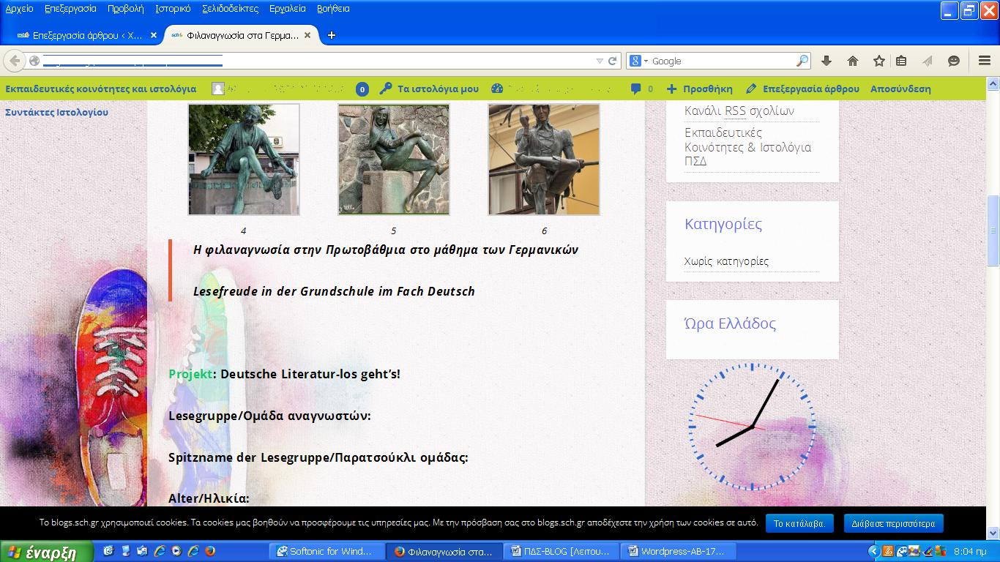 Αρχείο Επεξεργασία Προβολή Ιστορικό Σελιδοδείκτες Εργαλεία Βοήθεια
Επεξεργασία άρθρου ‹ Χ... Φιλαναγνωσία στα Γερμα...
Google
Εκπαιδευτικές κοινότητες και ιστολόγια 0 Τα ιστολόγια μου 0 Προσθήκη Επεξεργασία άρθρου Αποσύνδεση
Συντάκτες Ιστολογίου
4 5 6
Η φιλαναγνωσία στην Πρωτοβάθμια στο μάθημα των Γερμανικών
Lesefreude in der Grundschule im Fach Deutsch
Projekt: Deutsche Literatur-los geht’s!
Lesegruppe/Ομάδα αναγνωστών:
Spitzname der Lesegruppe/Παρατσούκλι ομάδας:
Alter/Ηλικία:
Κανάλι RSS σχολίων
Εκπαιδευτικές
Κοινότητες & Ιστολόγια
ΠΣΔ
Κατηγορίες
Χωρίς κατηγορίες
Ώρα Ελλάδος
Το blogs.sch.gr χρησιμοποιεί cookies. Τα cookies μας βοηθούν να προσφέρουμε τις υπηρεσίες μας. Με την πρόσβαση σας στο blogs.sch.gr αποδέχεστε την χρήση των cookies σε αυτό. Το κατάλαβα. Διάβασε περισσότερα
έναρξη Softonic for Wind... Φιλαναγνωσία στα... ΠΔΣ-BLOG [Λειτου... Wordpress-AB-17... 8:04 πμ